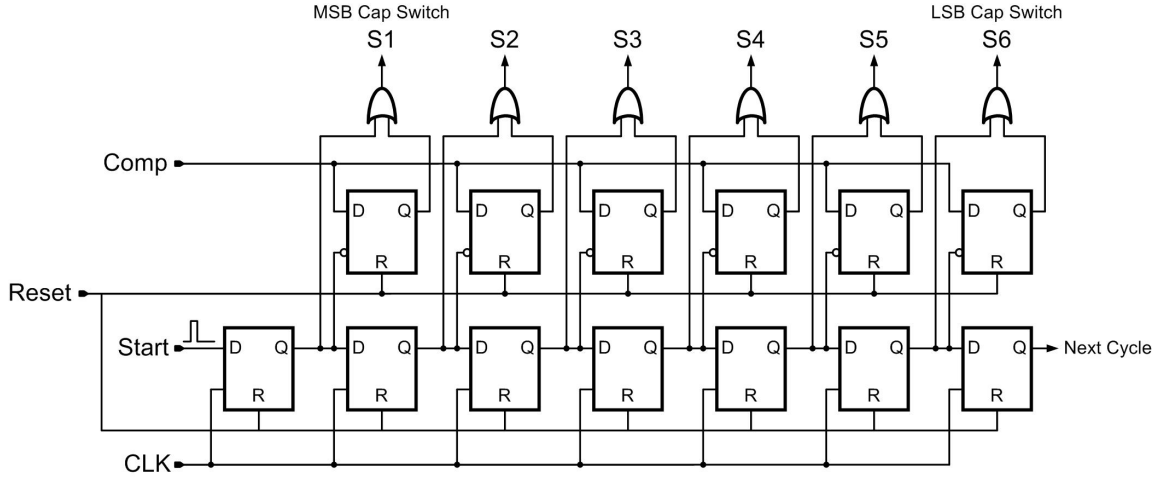 MSB Cap Switch LSB Cap Switch
S1 S2 S3 S4 S5 S6
Comp
D Q D Q D Q D Q D Q D Q
R R R R R R
Reset
Start D Q D Q D Q D Q D Q D Q D Q Next Cycle
R R R R R R R
CLK